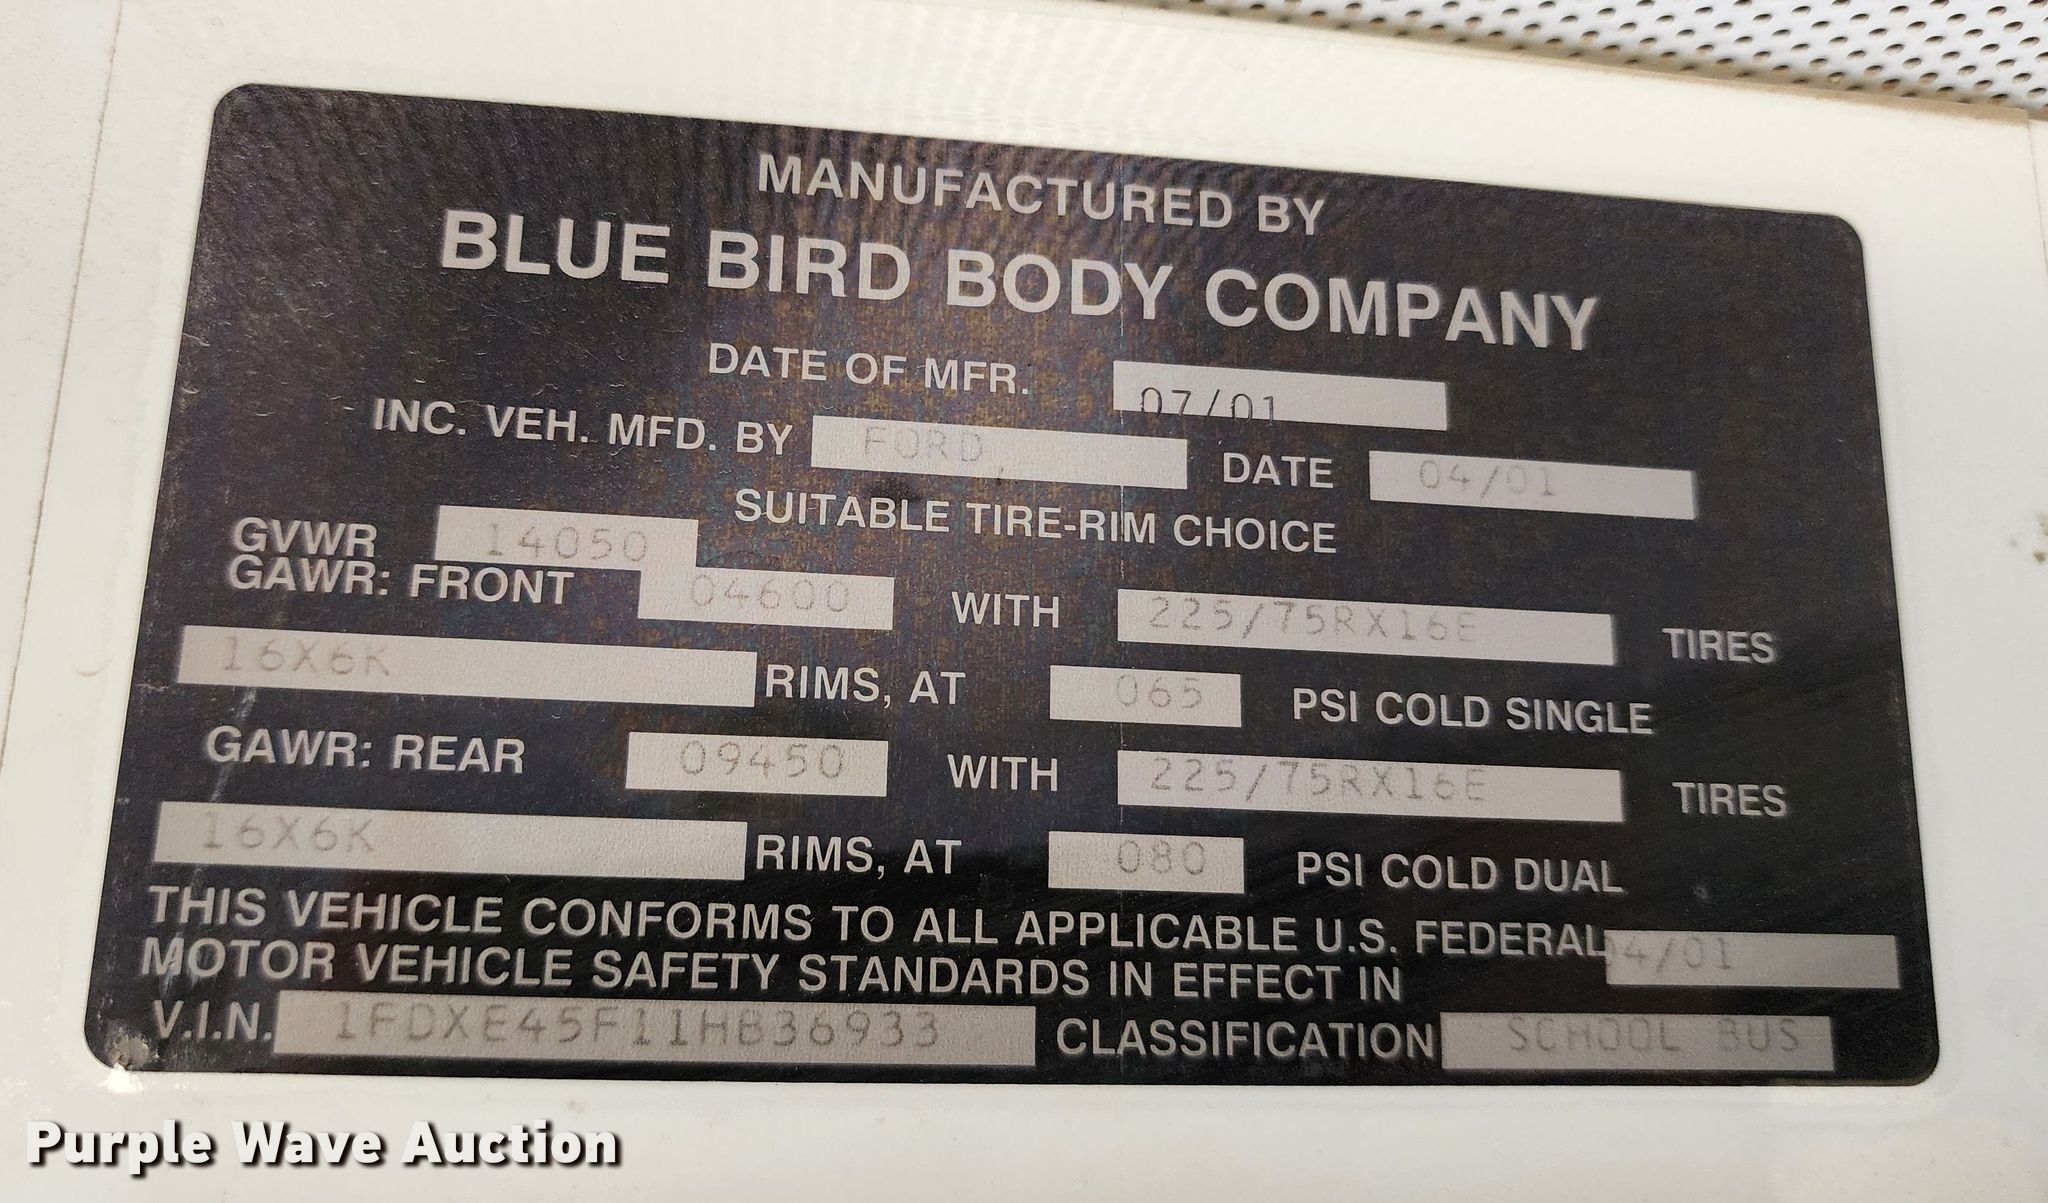 MANUFACTURED BY
BLUE BIRD BODY COMPANY
DATE OF MFR. 07/01
INC. VEH. MFD. BY FORD, DATE 04/01
SUITABLE TIRE-RIM CHOICE
GVWR 14050
GAWR: FRONT 04600 WITH 225/75RX16E TIRES
16X6K RIMS, AT 065 PSI COLD SINGLE
GAWR: REAR 09450 WITH 225/75RX16E TIRES
16X6K RIMS, AT 080 PSI COLD DUAL
THIS VEHICLE CONFORMS TO ALL APPLICABLE U.S. FEDERAL
MOTOR VEHICLE SAFETY STANDARDS IN EFFECT IN 04/01
V.I.N. 1FDXE45F11HB36933 CLASSIFICATION SCHOOL BUS
Purple Wave Auction